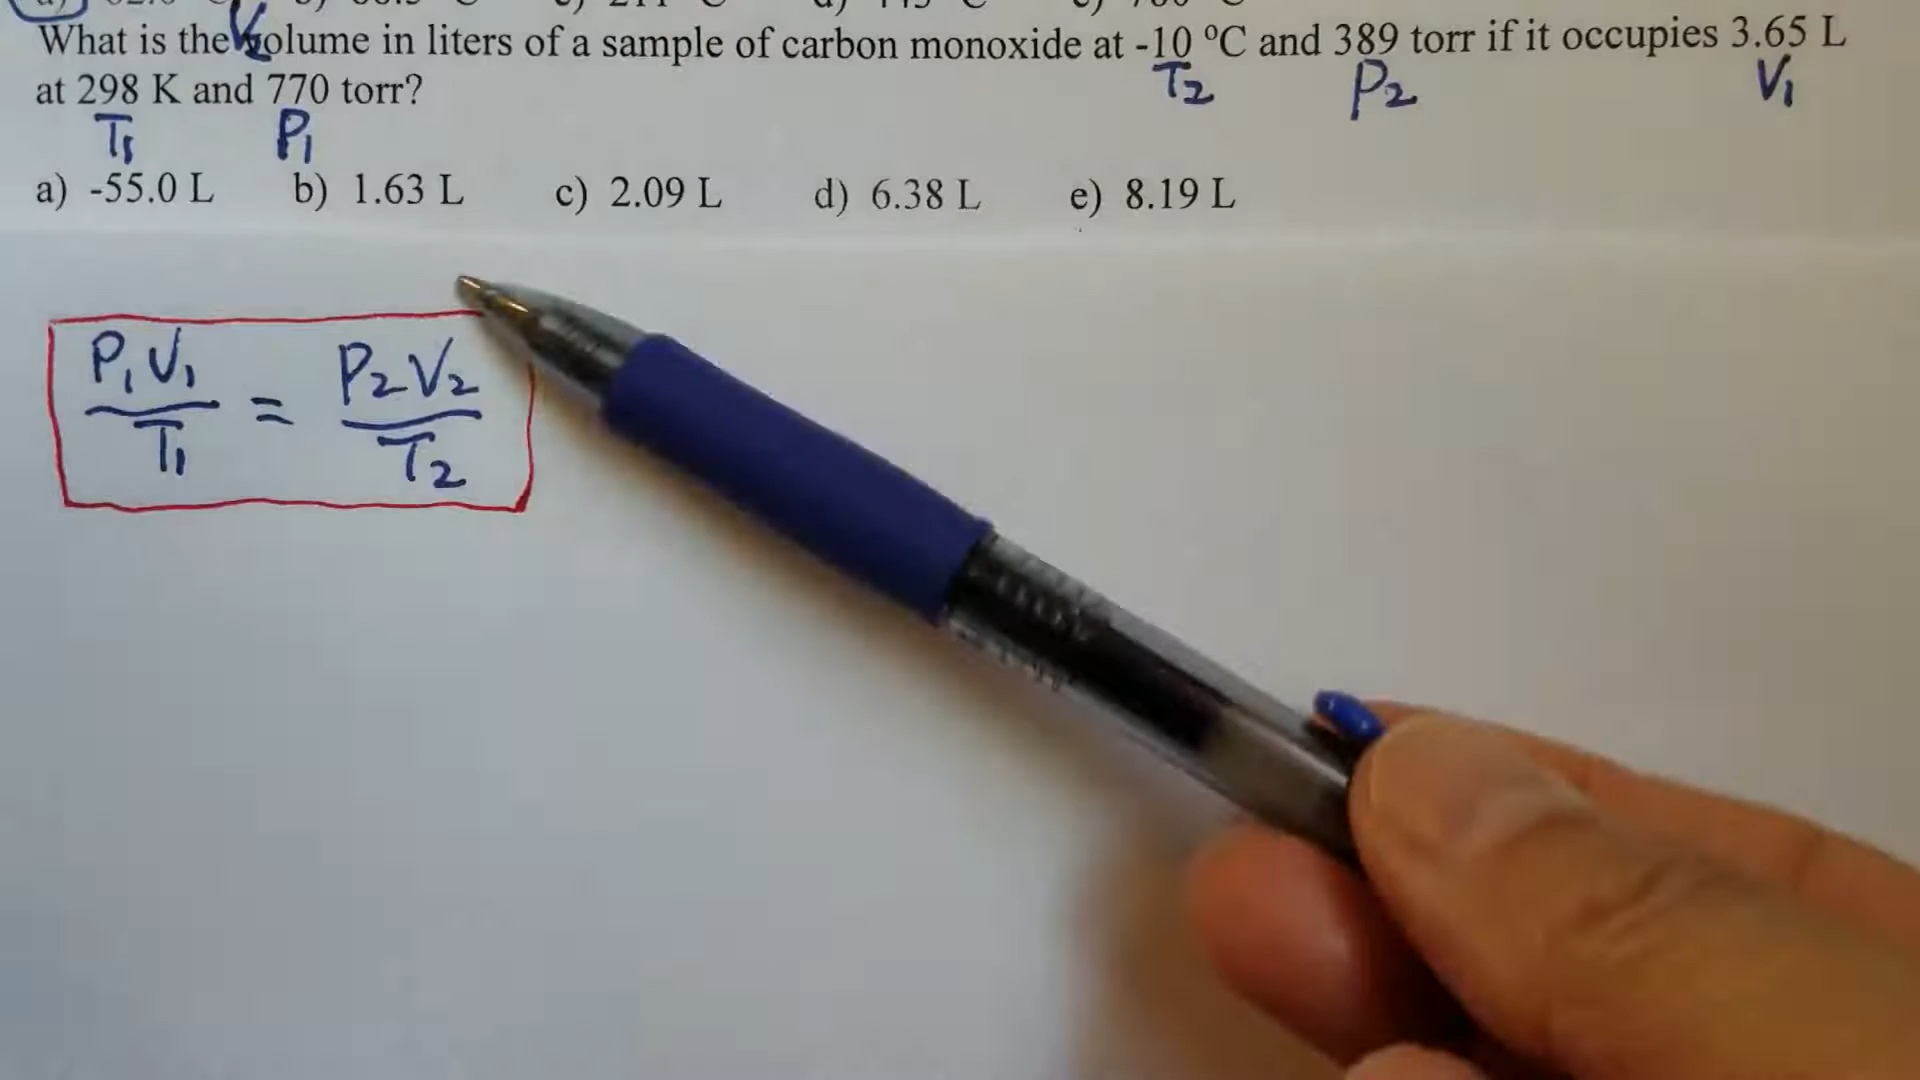 What is the volume in liters of a sample of carbon monoxide at -10 °C and 389 torr if it occupies 3.65 L
T2 P2 V1
at 298 K and 770 torr?
T1 P1
a) -55.0 L b) 1.63 L c) 2.09 L d) 6.38 L e) 8.19 L
P1V1 = P2V2
T1 T2